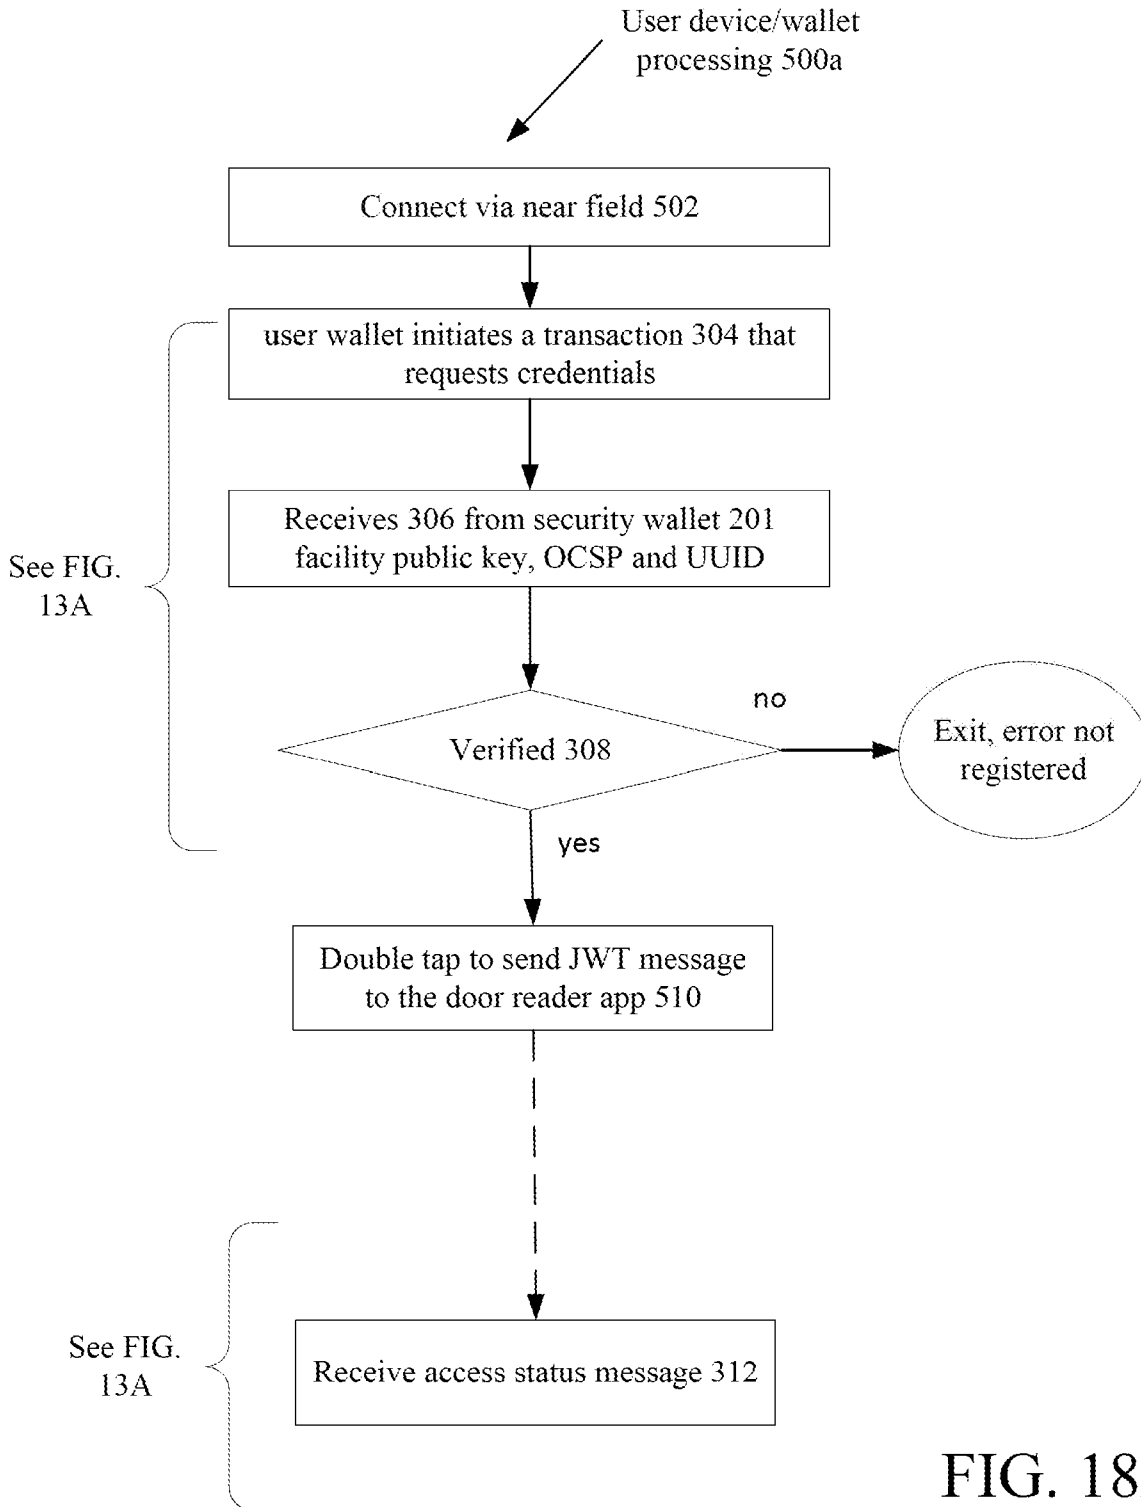 User device/wallet
processing 500a
Connect via near field 502
user wallet initiates a transaction 304 that
requests credentials
Receives 306 from security wallet 201
facility public key, OCSP and UUID
See FIG.
13A
Verified 308
no
Exit, error not
registered
yes
Double tap to send JWT message
to the door reader app 510
See FIG.
13A
Receive access status message 312
FIG. 18